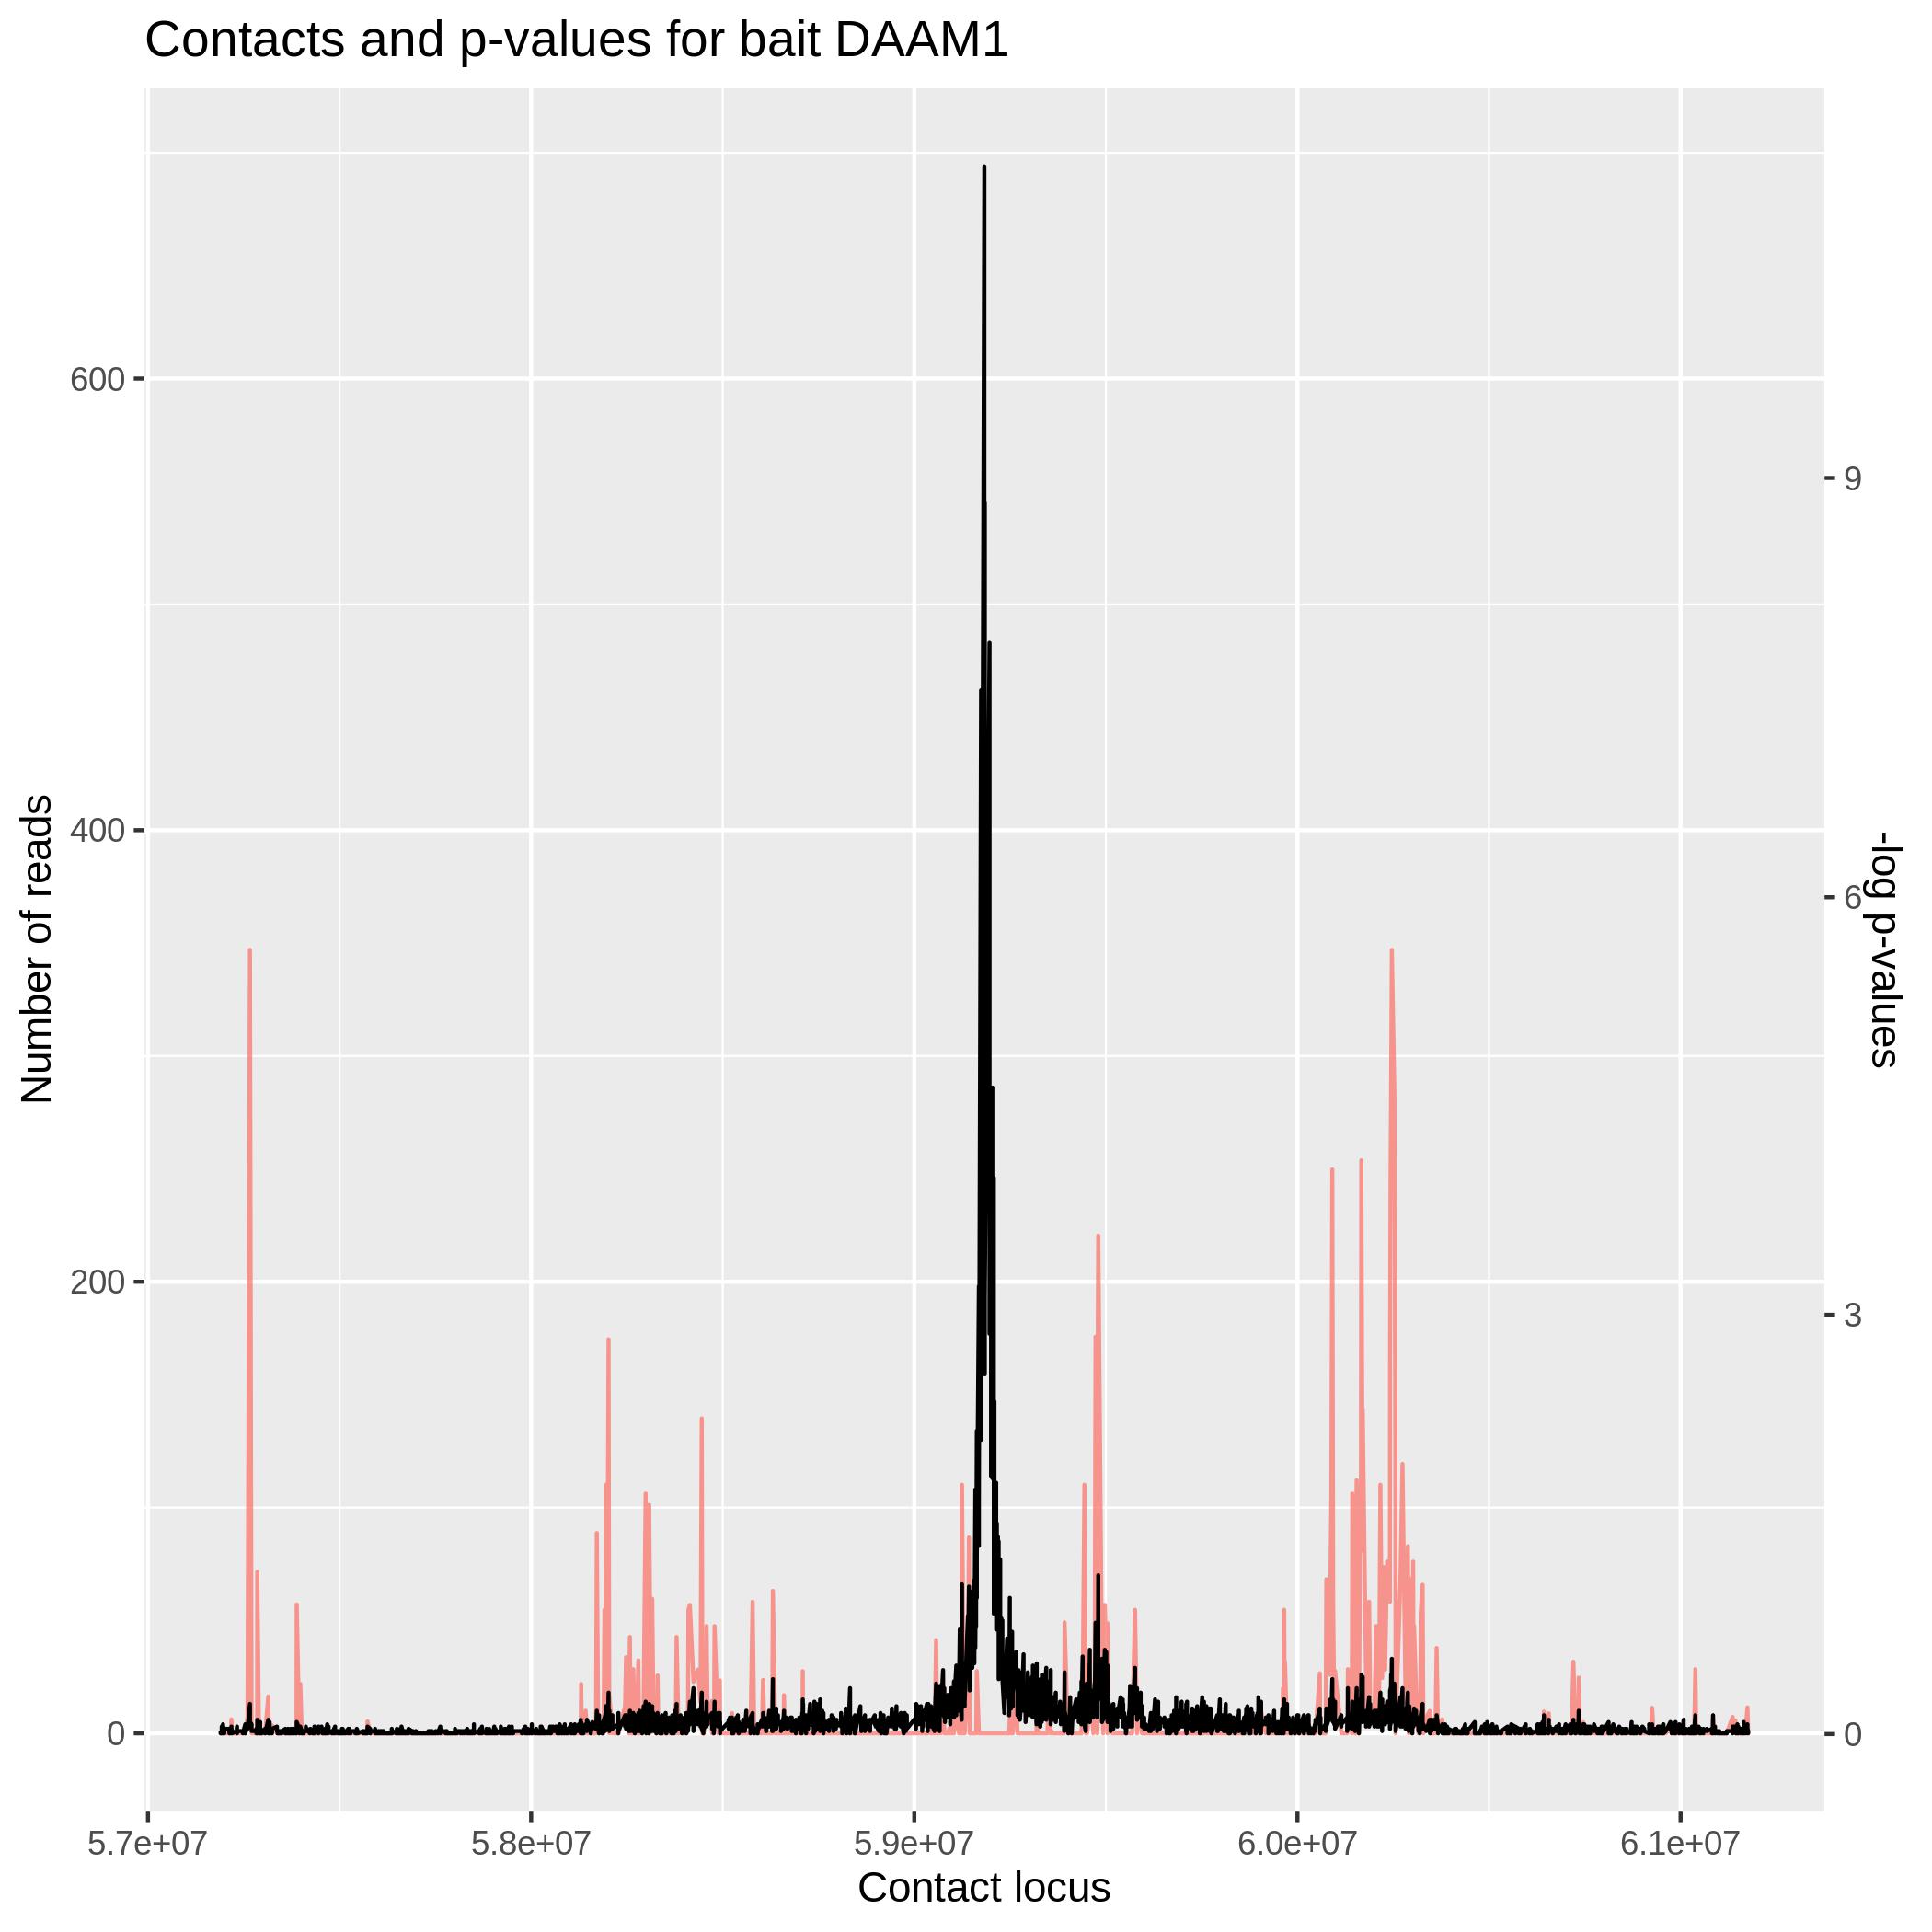 Contacts and p-values for bait DAAM1
600
400
200
0
Number of reads
9
6
3
0
-log p-values
5.7e+07
5.8e+07
5.9e+07
6.0e+07
6.1e+07
Contact locus